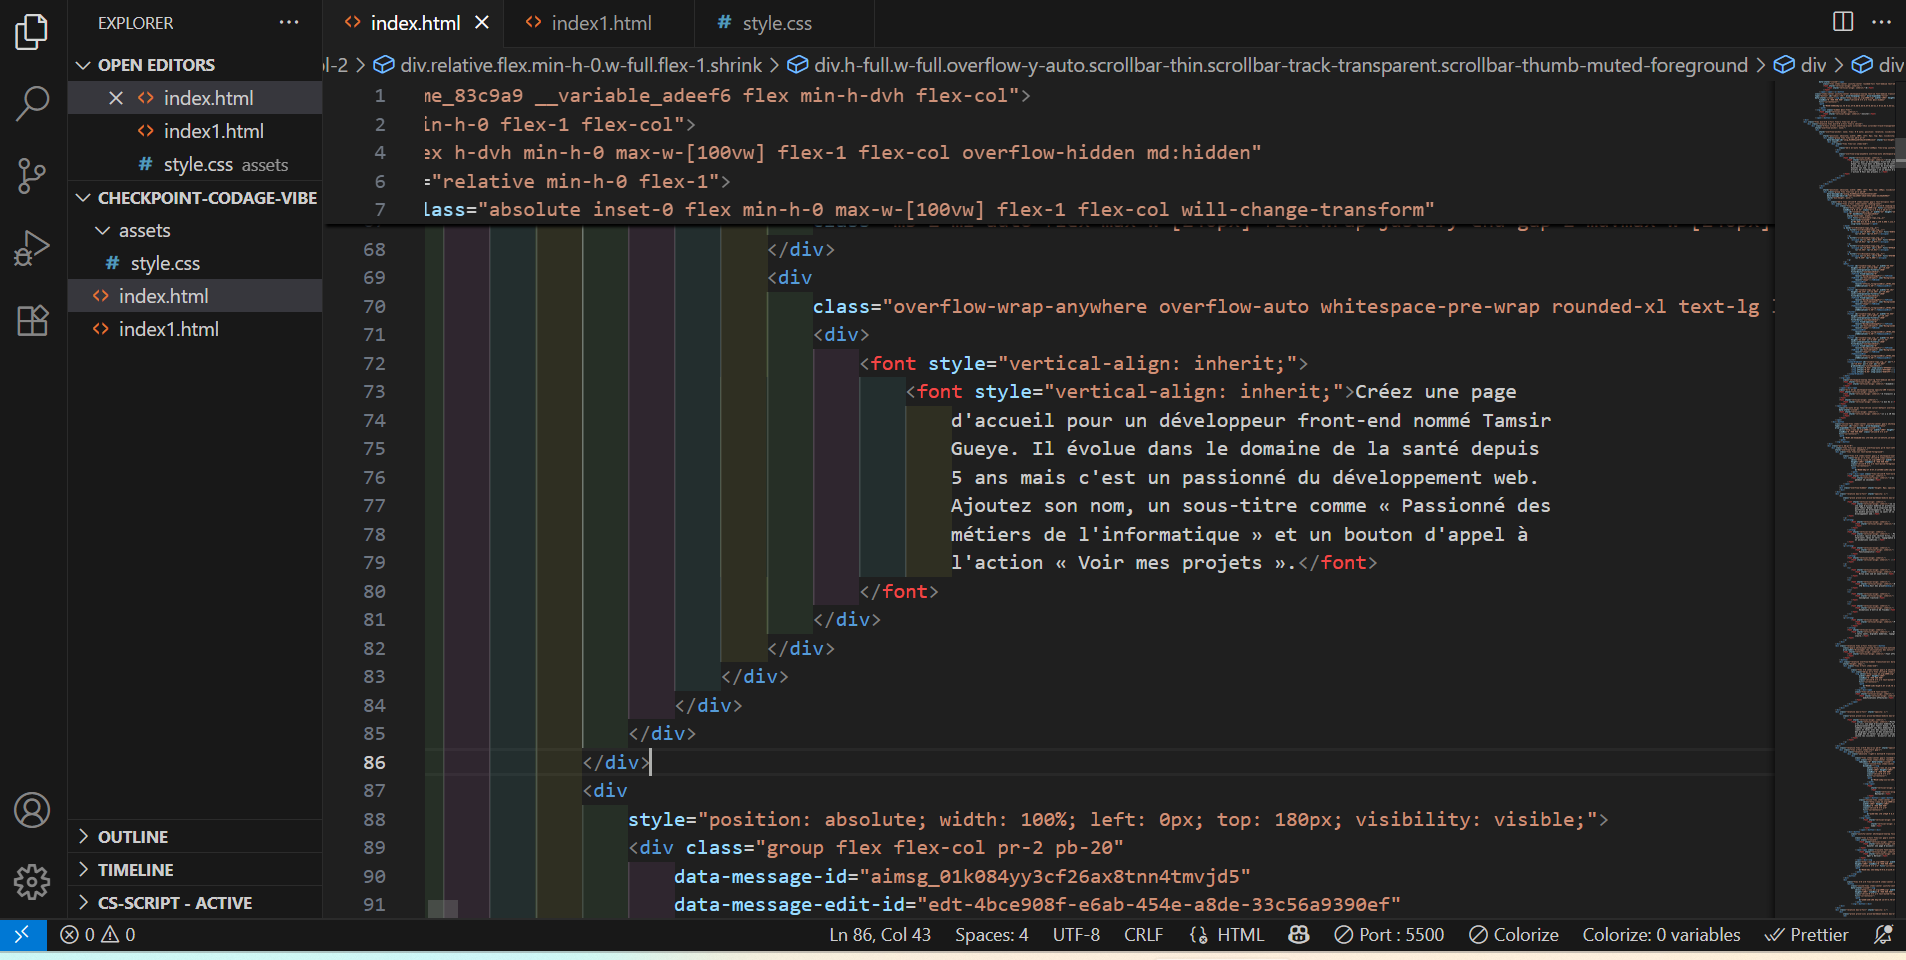 EXPLORER
index.html
index1.html
# style.css
OPEN EDITORS
index.html
index1.html
# style.css assets
CHECKPOINT-CODAGE-VIBE
assets
# style.css
index.html
index1.html
OUTLINE
TIMELINE
CS-SCRIPT - ACTIVE
ol-2 > div.relative.flex.min-h-0.w-full.flex-1.shrink > div.h-full.w-full.overflow-y-auto.scrollbar-thin.scrollbar-track-transparent.scrollbar-thumb-muted-foreground > div > div
1 me_83c9a9 __variable_adeef6 flex min-h-dvh flex-col">
2 in-h-0 flex-1 flex-col">
4 ex h-dvh min-h-0 max-w-[100vw] flex-1 flex-col overflow-hidden md:hidden"
6 ="relative min-h-0 flex-1">
7 lass="absolute inset-0 flex min-h-0 max-w-[100vw] flex-1 flex-col will-change-transform"
68 </div>
69 <div
70 class="overflow-wrap-anywhere overflow-auto whitespace-pre-wrap rounded-xl text-lg
71 <div>
72 <font style="vertical-align: inherit;">
73 <font style="vertical-align: inherit;">Créez une page
74 d'accueil pour un développeur front-end nommé Tamsir
75 Gueye. Il évolue dans le domaine de la santé depuis
76 5 ans mais c'est un passionné du développement web.
77 Ajoutez son nom, un sous-titre comme « Passionné des
78 métiers de l'informatique » et un bouton d'appel à
79 l'action « Voir mes projets ».</font>
80 </font>
81 </div>
82 </div>
83 </div>
84 </div>
85 </div>
86 </div>
87 <div
88 style="position: absolute; width: 100%; left: 0px; top: 180px; visibility: visible;">
89 <div class="group flex flex-col pr-2 pb-20"
90 data-message-id="aimsg_01k084yy3cf26ax8tnn4tmvjd5"
91 data-message-edit-id="edt-4bce908f-e6ab-454e-a8de-33c56a9390ef"
0 0 Ln 86, Col 43 Spaces: 4 UTF-8 CRLF HTML Port : 5500 Colorize Colorize: 0 variables Prettier